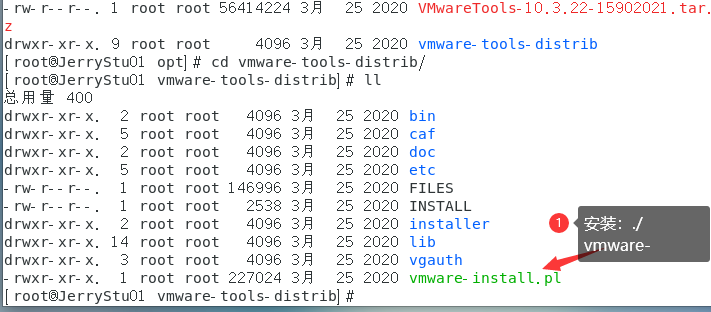 -rw-r--r--. 1 root root 56414224 3月  25 2020 VMwareTools-10.3.22-15902021.tar.
z
drwxr-xr-x. 9 root root     4096 3月  25 2020 vmware-tools-distrib
[root@JerryStu01 opt]# cd vmware-tools-distrib/
[root@JerryStu01 vmware-tools-distrib]# ll
总用量 400
drwxr-xr-x.  2 root root   4096 3月  25 2020 bin
drwxr-xr-x.  5 root root   4096 3月  25 2020 caf
drwxr-xr-x.  2 root root   4096 3月  25 2020 doc
drwxr-xr-x.  5 root root   4096 3月  25 2020 etc
-rw-r--r--.  1 root root 146996 3月  25 2020 FILES
-rw-r--r--.  1 root root   2538 3月  25 2020 INSTALL
drwxr-xr-x.  2 root root   4096 3月  25 2020 installer
drwxr-xr-x. 14 root root   4096 3月  25 2020 lib
drwxr-xr-x.  3 root root   4096 3月  25 2020 vgauth
-rwxr-xr-x.  1 root root 227024 3月  25 2020 vmware-install.pl
[root@JerryStu01 vmware-tools-distrib]#
1
安装：./
vmware-